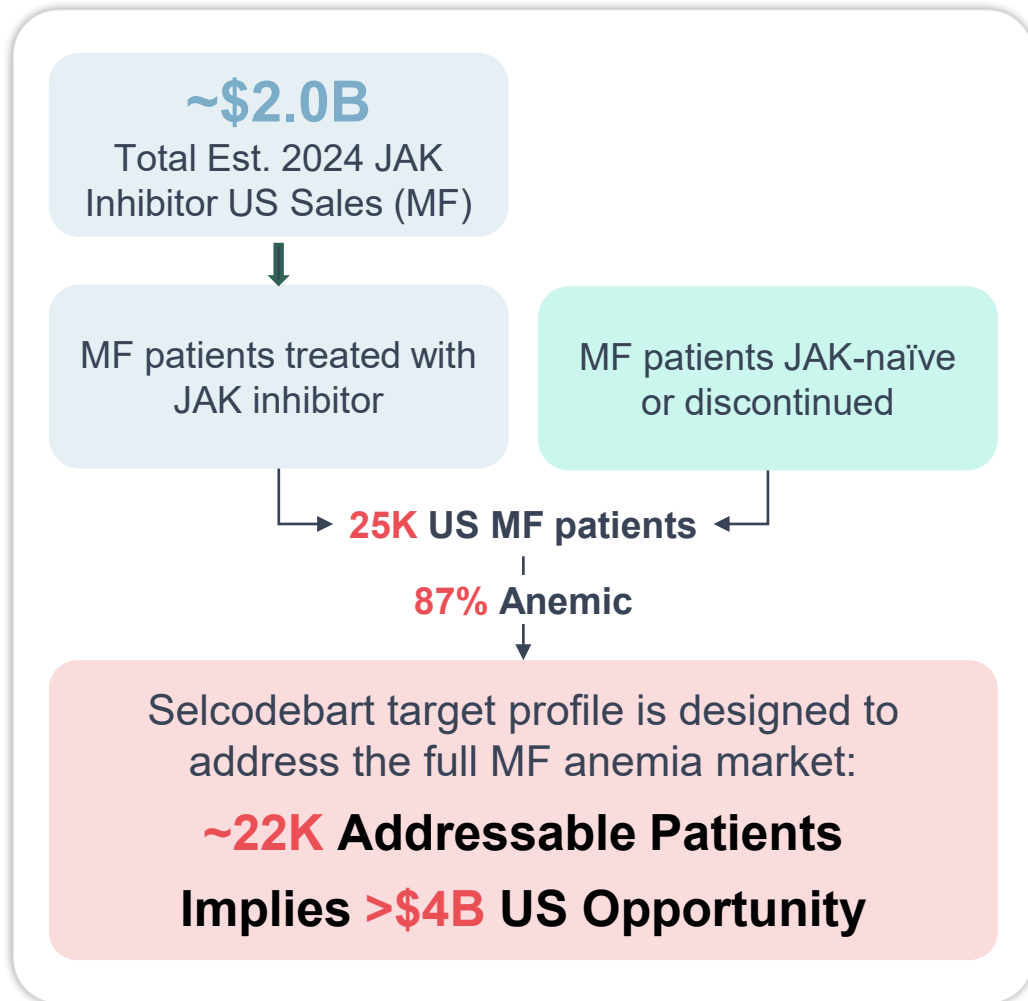 ~$2.0B
Total Est. 2024 JAK
Inhibitor US Sales (MF)
MF patients treated with
JAK inhibitor
MF patients JAK-naïve
or discontinued
25K US MF patients
87% Anemic
Selcodebart target profile is designed to
address the full MF anemia market:
~22K Addressable Patients
Implies >$4B US Opportunity